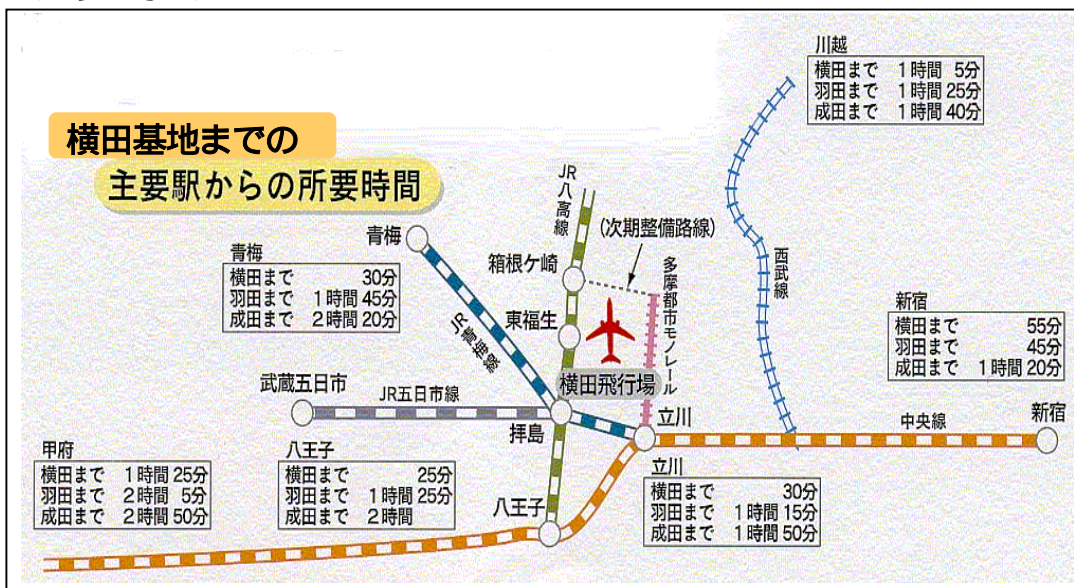 横田基地までの
主要駅からの所要時間
川越
横田まで 1時間 5分
羽田まで 1時間 25分
成田まで 1時間 40分
JR八高線
(次期整備路線)
青梅
青梅
横田まで 30分
羽田まで 1時間 45分
成田まで 2時間 20分
箱根ケ崎
多摩都市モノレール
西武線
東福生
JR青梅線
新宿
横田まで 55分
羽田まで 45分
成田まで 1時間 20分
武蔵五日市
JR五日市線
横田飛行場
拝島
立川
中央線
新宿
甲府
横田まで 1時間 25分
羽田まで 2時間 5分
成田まで 2時間 50分
八王子
横田まで 25分
羽田まで 1時間 25分
成田まで 2時間
八王子
立川
横田まで 30分
羽田まで 1時間 15分
成田まで 1時間 50分